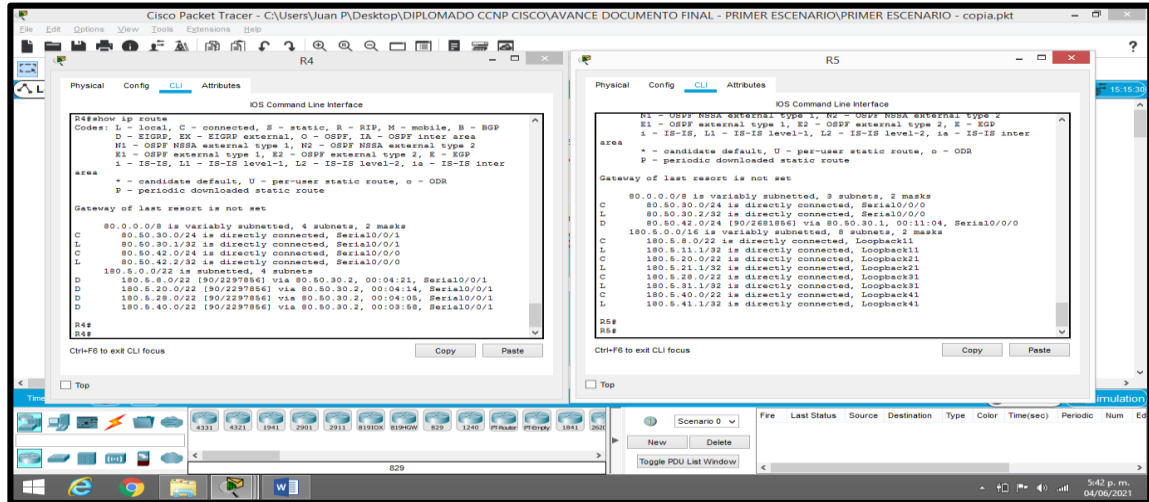 Cisco Packet Tracer - C:\Users\Juan P\Desktop\DIPLOMADO CCNP CISCO\AVANCE DOCUMENTO FINAL - PRIMER ESCENARIO\PRIMER ESCENARIO - copia.pkt
File Edit Options View Tools Extensions Help
?
L
15:15:30
R4
Physical Config CLI Attributes
IOS Command Line Interface
R4#show ip route
Codes: L - local, C - connected, S - static, R - RIP, M - mobile, B - BGP
D - EIGRP, EX - EIGRP external, O - OSPF, IA - OSPF inter area
N1 - OSPF NSSA external type 1, N2 - OSPF NSSA external type 2
E1 - OSPF external type 1, E2 - OSPF external type 2, E - EGP
i - IS-IS, L1 - IS-IS level-1, L2 - IS-IS level-2, ia - IS-IS inter
area
* - candidate default, U - per-user static route, o - ODR
P - periodic downloaded static route
Gateway of last resort is not set
80.0.0.0/8 is variably subnetted, 4 subnets, 2 masks
C 80.50.30.0/24 is directly connected, Serial0/0/1
L 80.50.30.1/32 is directly connected, Serial0/0/1
C 80.50.42.0/24 is directly connected, Serial0/0/0
L 80.50.42.2/32 is directly connected, Serial0/0/0
180.5.0.0/22 is subnetted, 4 subnets
D 180.5.8.0/22 [90/2297856] via 80.50.30.2, 00:04:21, Serial0/0/1
D 180.5.20.0/22 [90/2297856] via 80.50.30.2, 00:04:14, Serial0/0/1
D 180.5.28.0/22 [90/2297856] via 80.50.30.2, 00:04:05, Serial0/0/1
D 180.5.40.0/22 [90/2297856] via 80.50.30.2, 00:03:58, Serial0/0/1
R4#
R4#
Ctrl+F6 to exit CLI focus
Copy Paste
Top
R5
Physical Config CLI Attributes
IOS Command Line Interface
N1 - OSPF NSSA external type 1, N2 - OSPF NSSA external type 2
E1 - OSPF external type 1, E2 - OSPF external type 2, E - EGP
i - IS-IS, L1 - IS-IS level-1, L2 - IS-IS level-2, ia - IS-IS inter
area
* - candidate default, U - per-user static route, o - ODR
P - periodic downloaded static route
Gateway of last resort is not set
80.0.0.0/8 is variably subnetted, 3 subnets, 2 masks
C 80.50.30.0/24 is directly connected, Serial0/0/0
L 80.50.30.2/32 is directly connected, Serial0/0/0
D 80.50.42.0/24 [90/2681856] via 80.50.30.1, 00:11:04, Serial0/0/0
180.5.0.0/16 is variably subnetted, 8 subnets, 2 masks
C 180.5.8.0/22 is directly connected, Loopback11
L 180.5.11.1/32 is directly connected, Loopback11
C 180.5.20.0/22 is directly connected, Loopback21
L 180.5.21.1/32 is directly connected, Loopback21
C 180.5.28.0/22 is directly connected, Loopback31
L 180.5.31.1/32 is directly connected, Loopback31
C 180.5.40.0/22 is directly connected, Loopback41
L 180.5.41.1/32 is directly connected, Loopback41
R5#
R5#
Ctrl+F6 to exit CLI focus
Copy Paste
Top
Time
imulation
4331 4321 1941 2901 2911 819IOX 819HGW 829 1240 PT-Router PT-Empty 1841 2620
829
Scenario 0
New Delete
Toggle PDU List Window
Fire Last Status Source Destination Type Color Time(sec) Periodic Num Ed
5:42 p. m.
04/06/2021